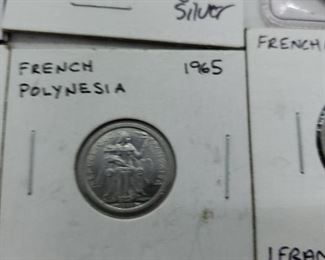 Silver
FRENCH 1965
POLYNESIA
FRENCH
1 FRAN